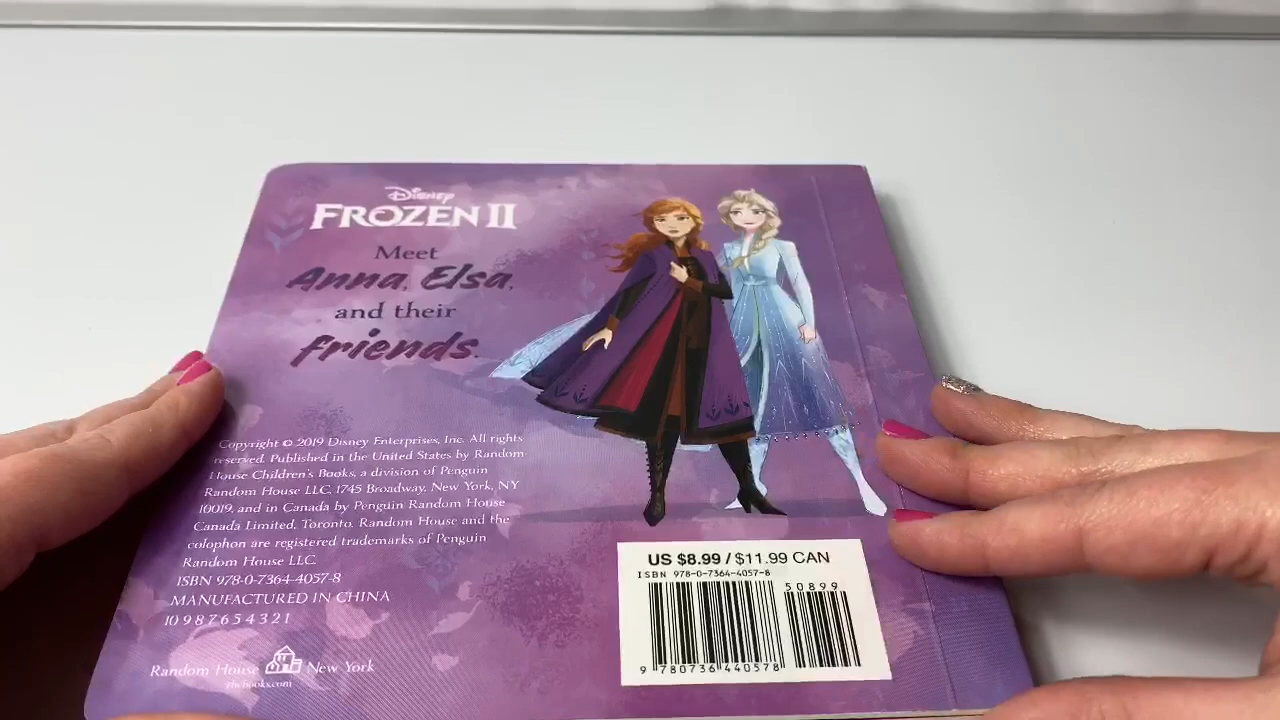 Disney
FROZEN II
Meet
Anna, Elsa,
and their
friends.
Copyright © 2019 Disney Enterprises, Inc. All rights
reserved. Published in the United States by Random
House Children's Books, a division of Penguin
Random House LLC, 1745 Broadway, New York, NY
10019, and in Canada by Penguin Random House
Canada Limited, Toronto. Random House and the
colophon are registered trademarks of Penguin
Random House LLC.
ISBN 978-0-7364-4057-8
MANUFACTURED IN CHINA
10 9 8 7 6 5 4 3 2 1
Random House New York
rhcbooks.com
US $8.99 / $11.99 CAN
ISBN 978-0-7364-4057-8
50899
9 780736 440578